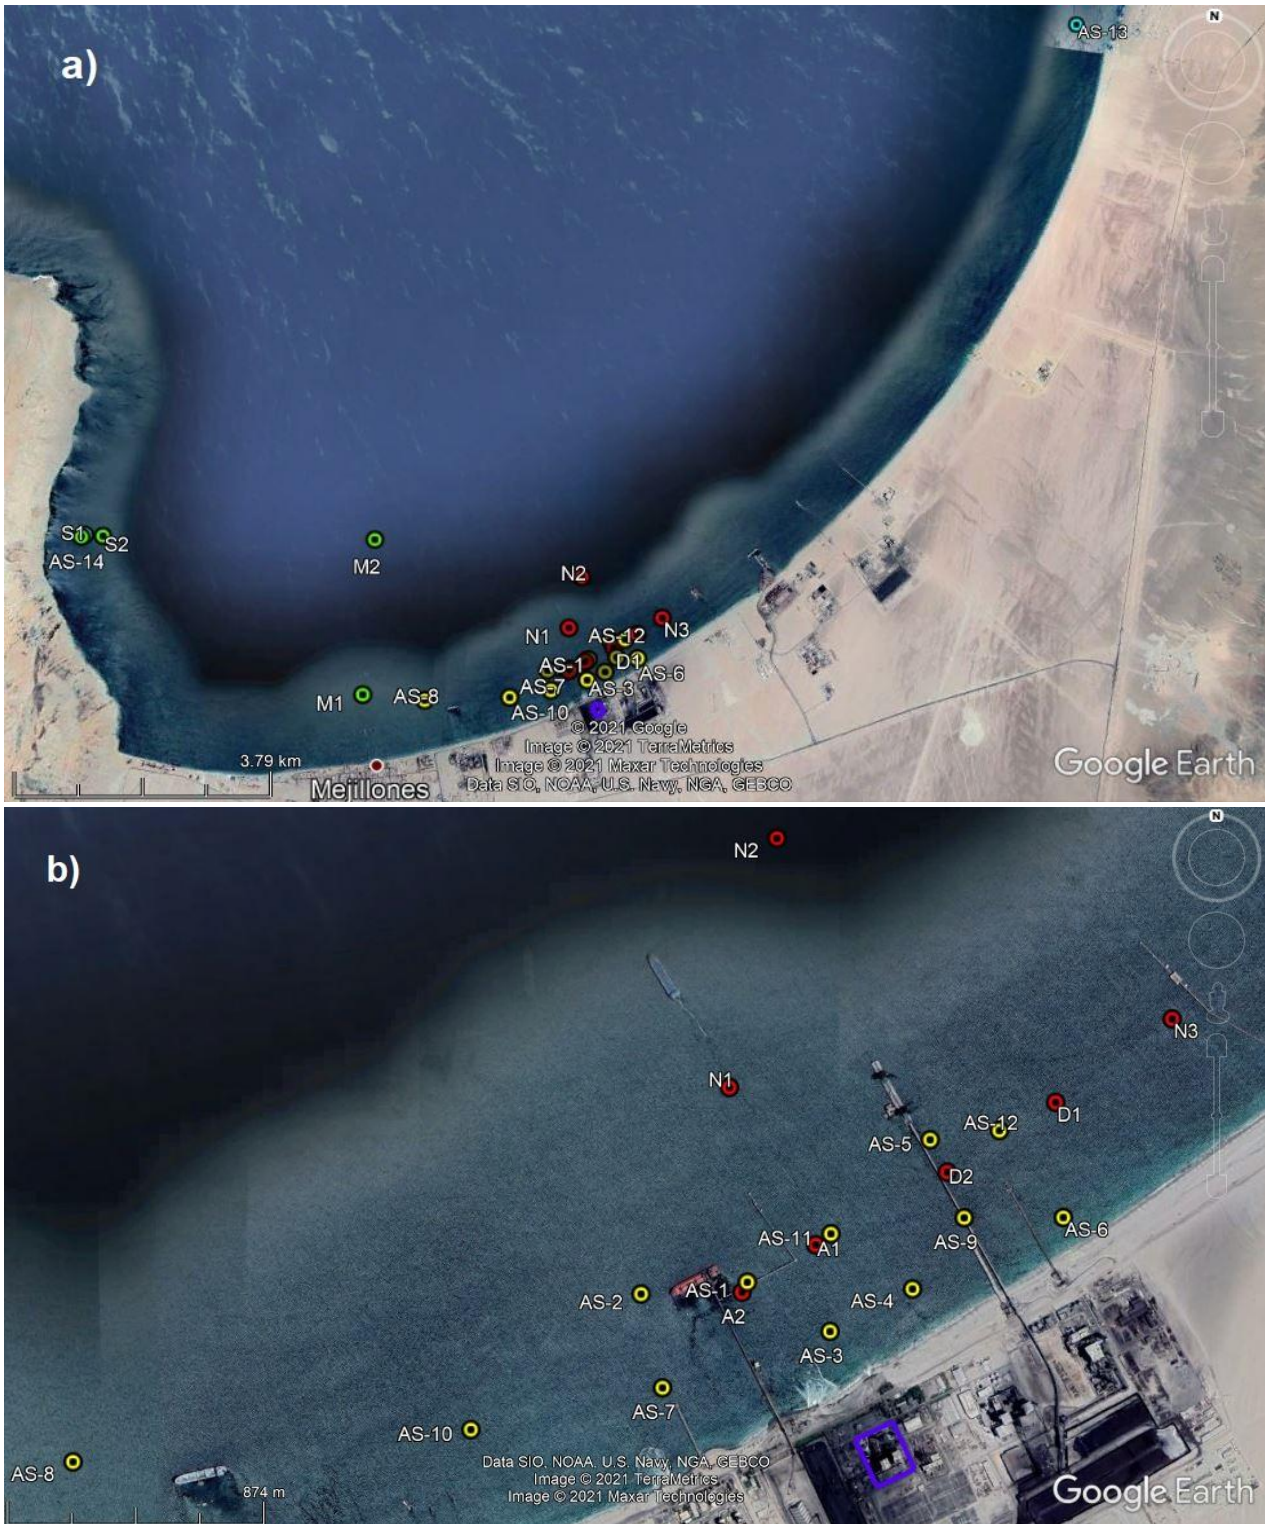 a)
N
AS-13
S1
S2
AS-14
M2
N2
N1
AS-12
N3
AS-1
D1
AS-6
AS-7
AS-3
M1
AS-8
AS-10
© 2021 Google
Image © 2021 TerraMetrics
Image © 2021 Maxar Technologies
Data SIO, NOAA, U.S. Navy, NGA, GEBCO
3.79 km
Mejillones
Google Earth
b)
N
N2
N1
N3
D1
AS-12
AS-5
D2
AS-6
AS-9
AS-11
A1
AS-1
A2
AS-2
AS-4
AS-3
AS-7
AS-10
AS-8
874 m
Data SIO, NOAA, U.S. Navy, NGA, GEBCO
Image © 2021 TerraMetrics
Image © 2021 Maxar Technologies
Google Earth